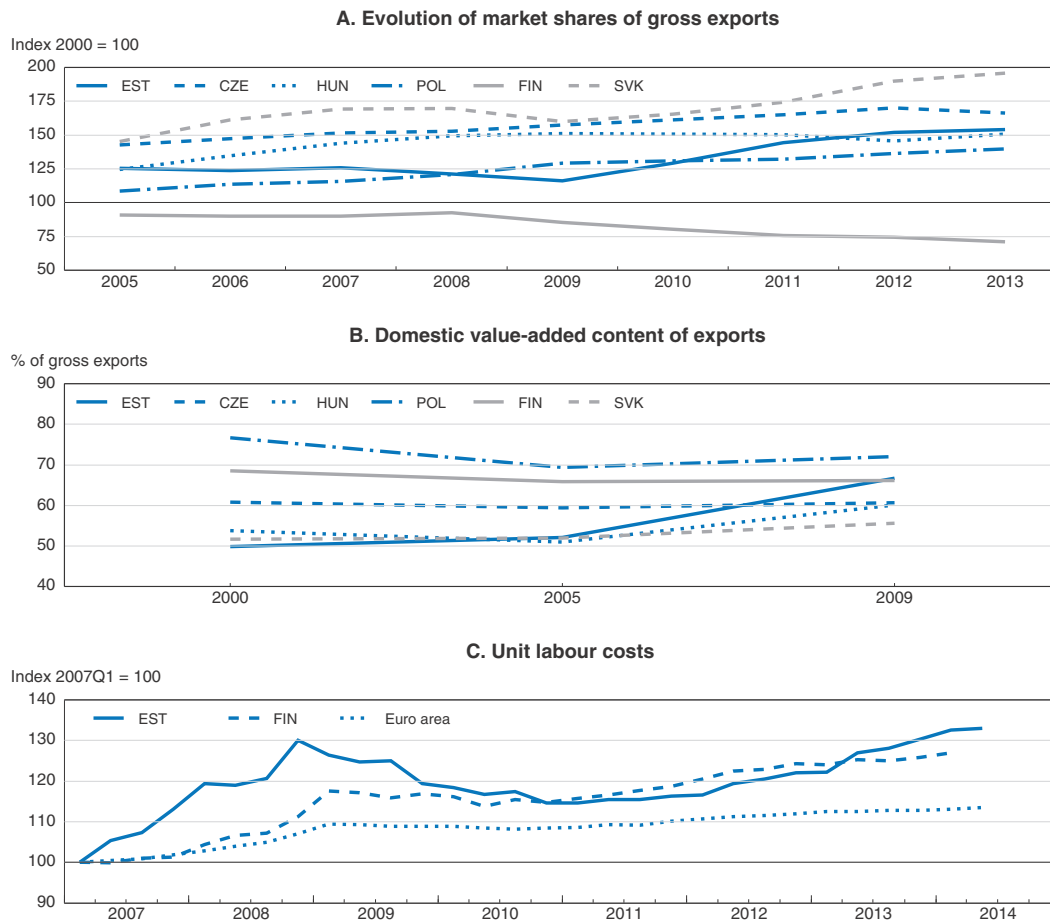 A. Evolution of market shares of gross exports
Index 2000 = 100
200
EST CZE HUN POL FIN SVK
175
150
125
100
75
50
2005 2006 2007 2008 2009 2010 2011 2012 2013
B. Domestic value-added content of exports
% of gross exports
90
EST CZE HUN POL FIN SVK
80
70
60
50
40
2000 2005 2009
C. Unit labour costs
Index 2007Q1 = 100
140
EST FIN Euro area
130
120
110
100
90
2007 2008 2009 2010 2011 2012 2013 2014